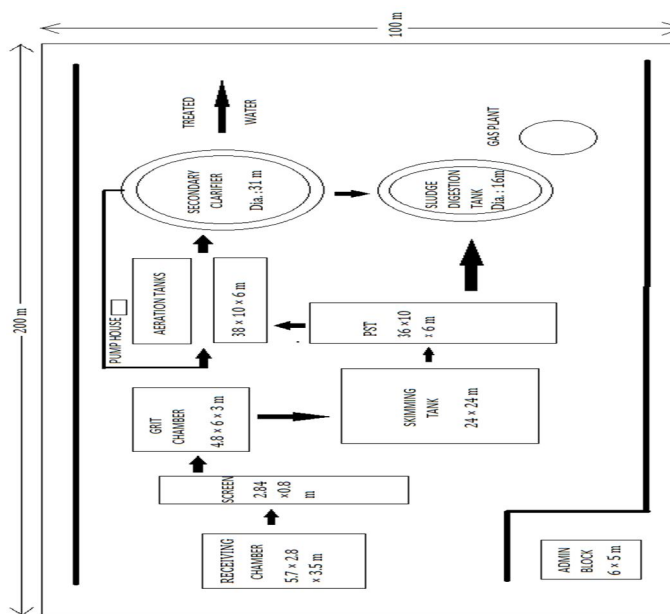 200 m
100 m
RECEIVING
CHAMBER
5.7 × 2.8
× 3.5 m
SCREEN
2.84
×0.8
m
GRIT
CHAMBER
4.8 × 6 × 3 m
SKIMMING
TANK
24 × 24 m
PST
36 ×10
× 6 m
PUMP HOUSE
AERATION TANKS
38 × 10 × 6 m
SECONDARY
CLARIFIER
Dia. : 31 m
TREATED
WATER
SLUDGE
DIGESTION
TANK
Dia. : 16m
GAS PLANT
ADMIN
BLOCK
6 × 5 m